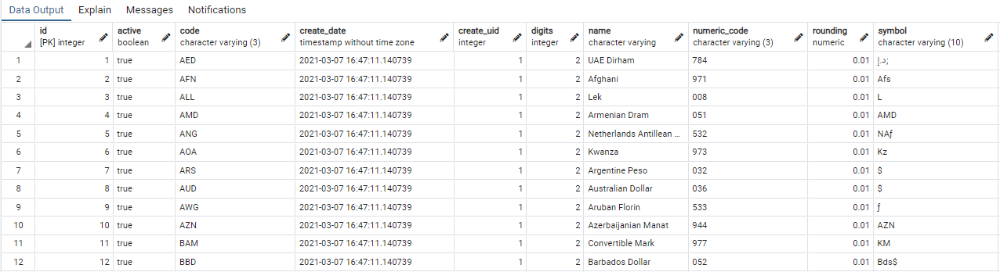 Data Output Explain Messages Notifications
id active code create_date create_uid digits name numeric_code rounding symbol
[PK] integer boolean character varying (3) timestamp without time zone integer integer character varying character varying (3) numeric character varying (10)
1 1 true AED 2021-03-07 16:47:11.140739 1 2 UAE Dirham 784 0.01 د.إ;
2 2 true AFN 2021-03-07 16:47:11.140739 1 2 Afghani 971 0.01 Afs
3 3 true ALL 2021-03-07 16:47:11.140739 1 2 Lek 008 0.01 L
4 4 true AMD 2021-03-07 16:47:11.140739 1 2 Armenian Dram 051 0.01 AMD
5 5 true ANG 2021-03-07 16:47:11.140739 1 2 Netherlands Antillean ... 532 0.01 NAƒ
6 6 true AOA 2021-03-07 16:47:11.140739 1 2 Kwanza 973 0.01 Kz
7 7 true ARS 2021-03-07 16:47:11.140739 1 2 Argentine Peso 032 0.01 $
8 8 true AUD 2021-03-07 16:47:11.140739 1 2 Australian Dollar 036 0.01 $
9 9 true AWG 2021-03-07 16:47:11.140739 1 2 Aruban Florin 533 0.01 ƒ
10 10 true AZN 2021-03-07 16:47:11.140739 1 2 Azerbaijanian Manat 944 0.01 AZN
11 11 true BAM 2021-03-07 16:47:11.140739 1 2 Convertible Mark 977 0.01 KM
12 12 true BBD 2021-03-07 16:47:11.140739 1 2 Barbados Dollar 052 0.01 Bds$